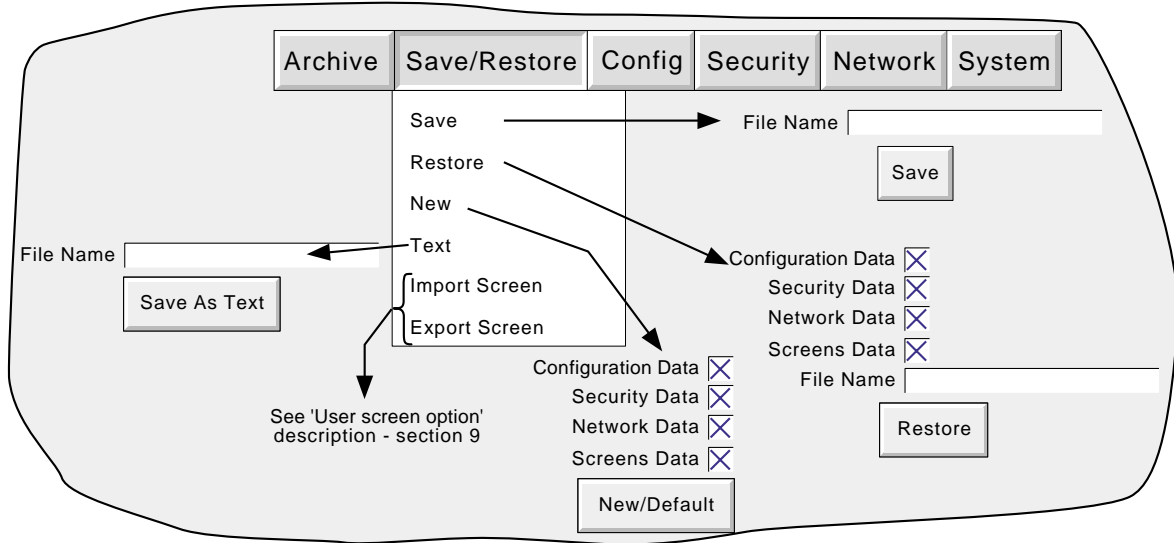 Archive Save/Restore Config Security Network System
Save
Restore
New
Text
Import Screen
Export Screen
File Name
Save
File Name
Save As Text
Configuration Data
Security Data
Network Data
Screens Data
File Name
Restore
Configuration Data
Security Data
Network Data
Screens Data
New/Default
See 'User screen option'
description - section 9